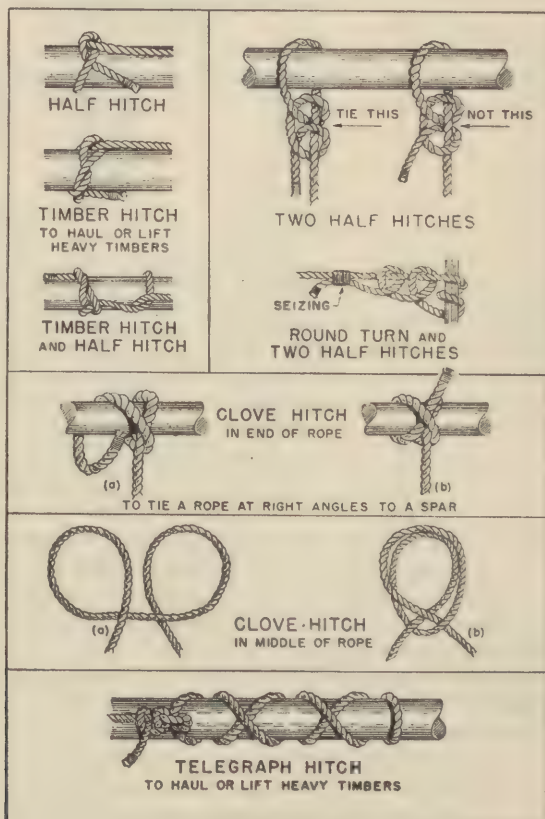 HALF HITCH
TIMBER HITCH
TO HAUL OR LIFT
HEAVY TIMBERS
TIMBER HITCH
AND HALF HITCH
TIE THIS
NOT THIS
TWO HALF HITCHES
SEIZING
ROUND TURN AND
TWO HALF HITCHES
CLOVE HITCH
IN END OF ROPE
(a)
(b)
TO TIE A ROPE AT RIGHT ANGLES TO A SPAR
(a)
CLOVE-HITCH
IN MIDDLE OF ROPE
(b)
TELEGRAPH HITCH
TO HAUL OR LIFT HEAVY TIMBERS